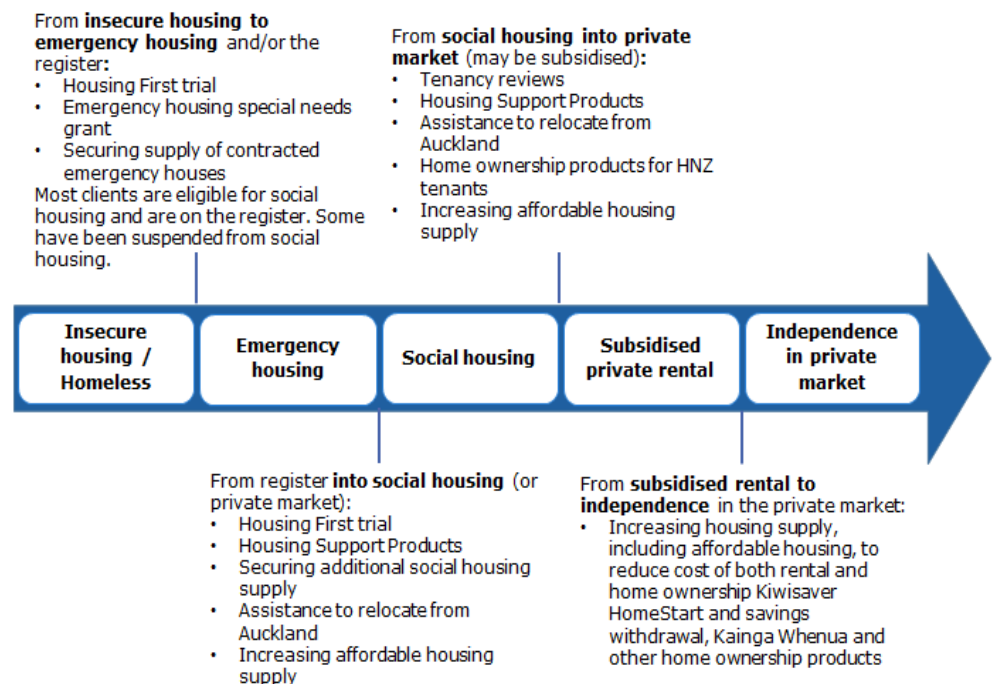 From insecure housing to
emergency housing and/or the
register:
• Housing First trial
• Emergency housing special needs
grant
• Securing supply of contracted
emergency houses
Most clients are eligible for social
housing and are on the register. Some
have been suspended from social
housing.
From social housing into private
market (may be subsidised):
• Tenancy reviews
• Housing Support Products
• Assistance to relocate from
Auckland
• Home ownership products for HNZ
tenants
• Increasing affordable housing
supply
Insecure
housing /
Homeless
Emergency
housing
Social housing
Subsidised
private rental
Independence
in private
market
From register into social housing (or
private market):
• Housing First trial
• Housing Support Products
• Securing additional social housing
supply
• Assistance to relocate from
Auckland
• Increasing affordable housing
supply
From subsidised rental to
independence in the private market:
• Increasing housing supply,
including affordable housing, to
reduce cost of both rental and
home ownership Kiwisaver
HomeStart and savings
withdrawal, Kainga Whenua and
other home ownership products